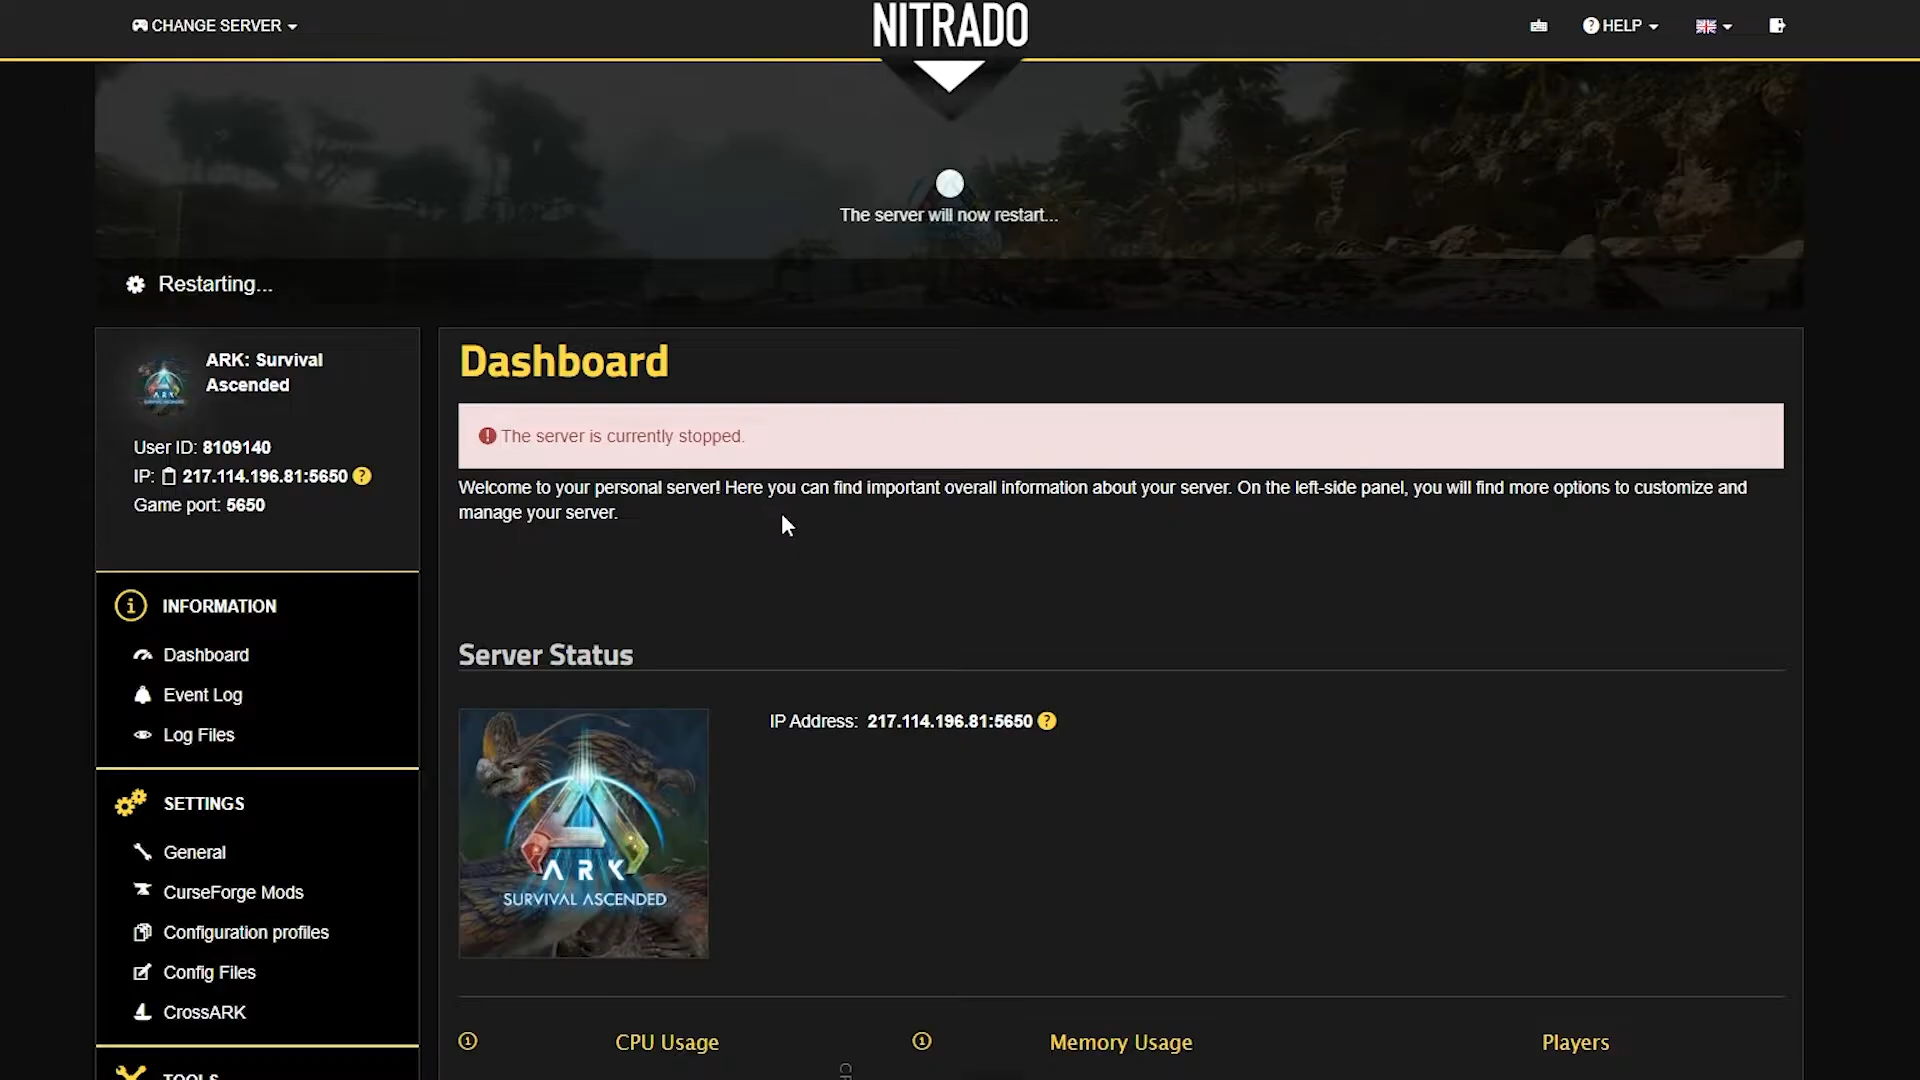 CHANGE SERVER
NITRADO
HELP
The server will now restart...
Restarting...
ARK: Survival
Ascended
User ID: 8109140
IP: 217.114.196.81:5650 ?
Game port: 5650
INFORMATION
Dashboard
Event Log
Log Files
SETTINGS
General
CurseForge Mods
Configuration profiles
Config Files
CrossARK
TOOLS
Dashboard
The server is currently stopped.
Welcome to your personal server! Here you can find important overall information about your server. On the left-side panel, you will find more options to customize and
manage your server.
Server Status
ARK
SURVIVAL ASCENDED
IP Address: 217.114.196.81:5650 ?
CPU Usage
Memory Usage
Players